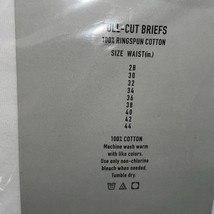 FULL-CUT BRIEFS
100% RINGSPUN COTTON
SIZE WAIST(in.)
28
30
32
34
36
38
40
42
44
100% COTTON
Machine wash warm
with like colors.
Use only non-chlorine
bleach when needed.
Tumble dry.